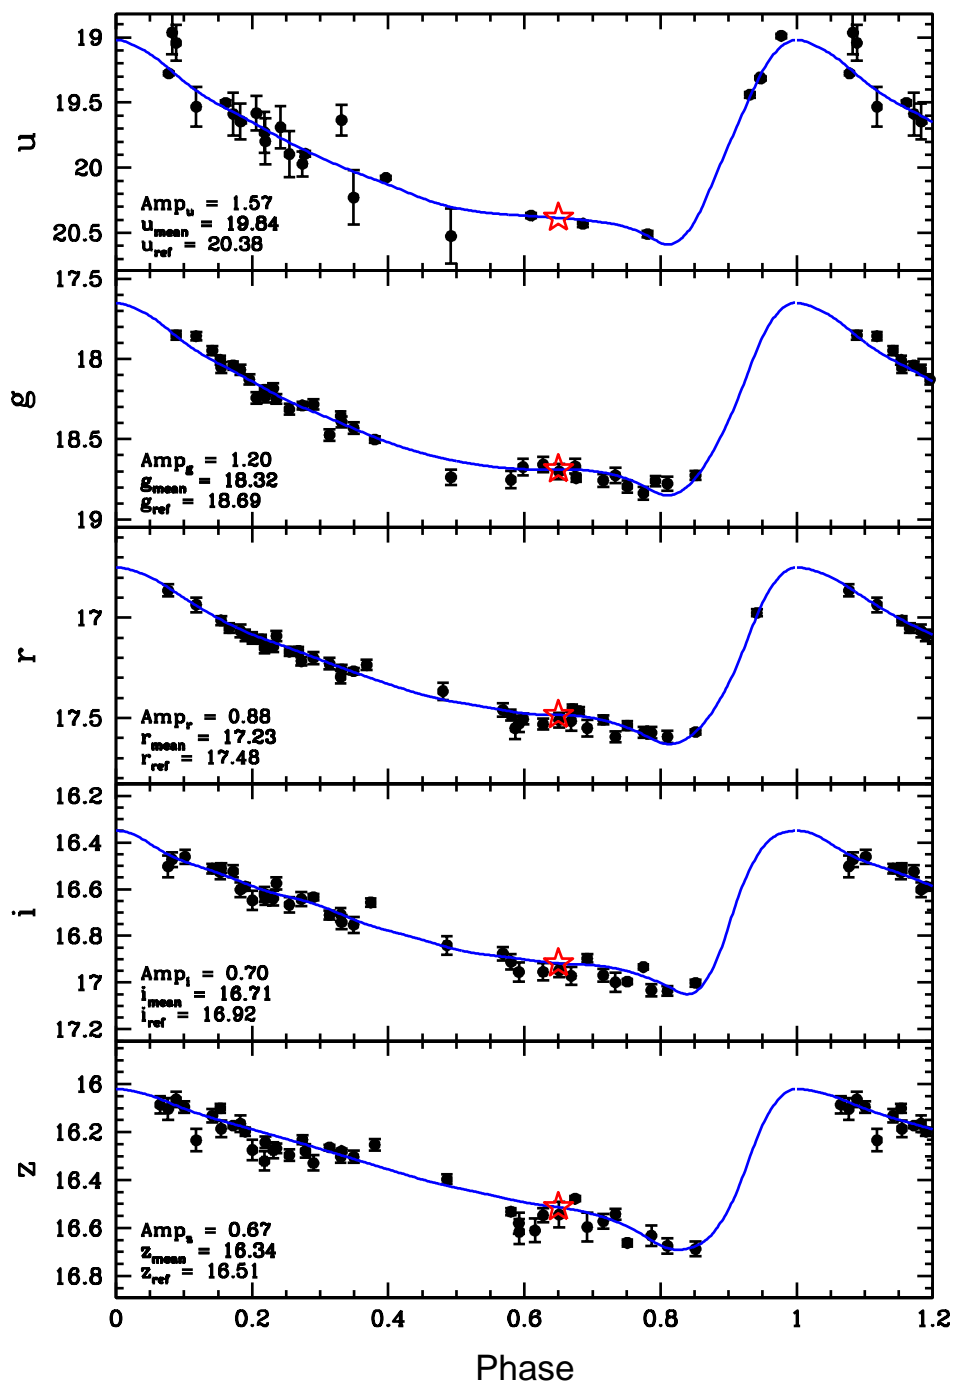 19
19.5
20
20.5
u
Amp_u = 1.57
u_mean = 19.84
u_ref = 20.38
17.5
18
18.5
19
g
Amp_g = 1.20
g_mean = 18.32
g_ref = 18.69
17
17.5
r
Amp_r = 0.88
r_mean = 17.23
r_ref = 17.48
16.2
16.4
16.6
16.8
17
17.2
i
Amp_i = 0.70
i_mean = 16.71
i_ref = 16.92
16
16.2
16.4
16.6
16.8
z
Amp_z = 0.67
z_mean = 16.34
z_ref = 16.51
0 0.2 0.4 0.6 0.8 1 1.2
Phase